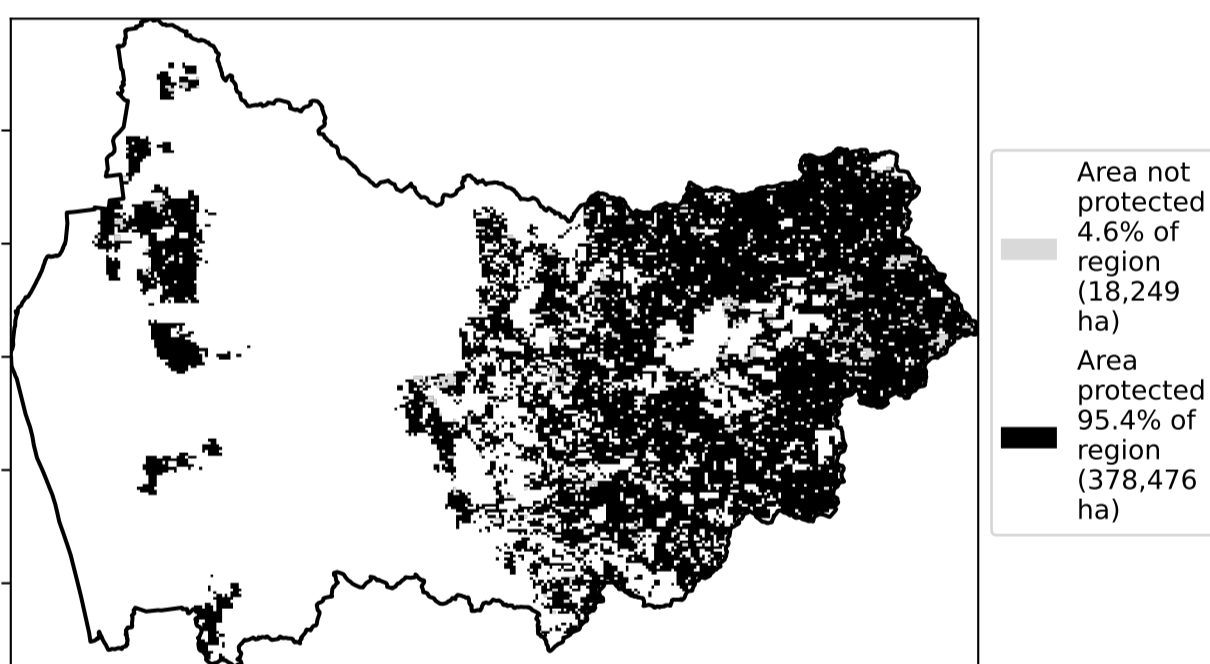 Area not
protected
4.6% of
region
(18,249
ha)
Area
protected
95.4% of
region
(378,476
ha)